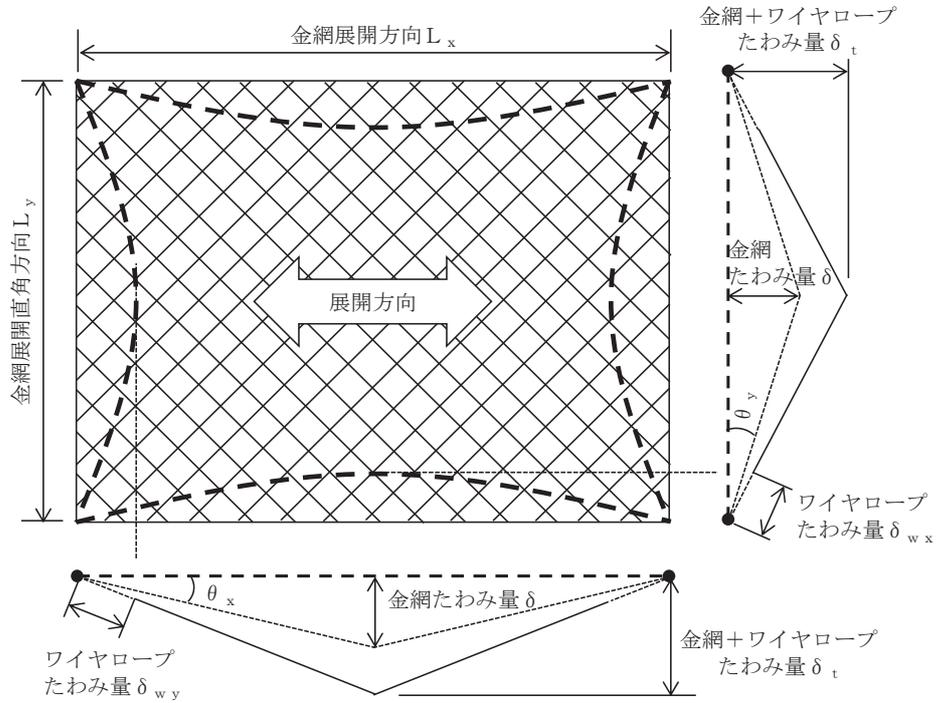 金網展開方向Lx
金網＋ワイヤロープ
たわみ量δt
金網展開直角方向Ly
金網
たわみ量δ
展開方向
θy
ワイヤロープ
たわみ量δwx
θx
金網たわみ量δ
金網＋ワイヤロープ
たわみ量δt
ワイヤロープ
たわみ量δwy